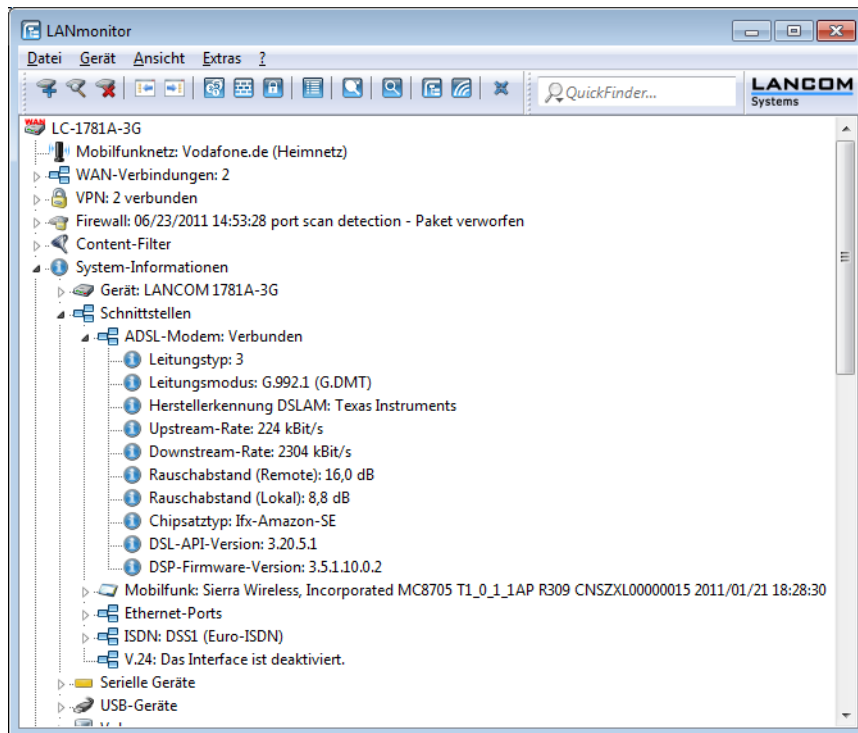 LANmonitor
Datei Gerät Ansicht Extras ?
QuickFinder...
LANCOM
Systems
WAN
LC-1781A-3G
Mobilfunknetz: Vodafone.de (Heimnetz)
WAN-Verbindungen: 2
VPN: 2 verbunden
Firewall: 06/23/2011 14:53:28 port scan detection - Paket verworfen
Content-Filter
System-Informationen
Gerät: LANCOM 1781A-3G
Schnittstellen
ADSL-Modem: Verbunden
Leitungstyp: 3
Leitungsmodus: G.992.1 (G.DMT)
Herstellerkennung DSLAM: Texas Instruments
Upstream-Rate: 224 kBit/s
Downstream-Rate: 2304 kBit/s
Rauschabstand (Remote): 16,0 dB
Rauschabstand (Lokal): 8,8 dB
Chipsatztyp: Ifx-Amazon-SE
DSL-API-Version: 3.20.5.1
DSP-Firmware-Version: 3.5.1.10.0.2
Mobilfunk: Sierra Wireless, Incorporated MC8705 T1_0_1_1AP R309 CNSZXL00000015 2011/01/21 18:28:30
Ethernet-Ports
ISDN: DSS1 (Euro-ISDN)
V.24: Das Interface ist deaktiviert.
Serielle Geräte
USB-Geräte